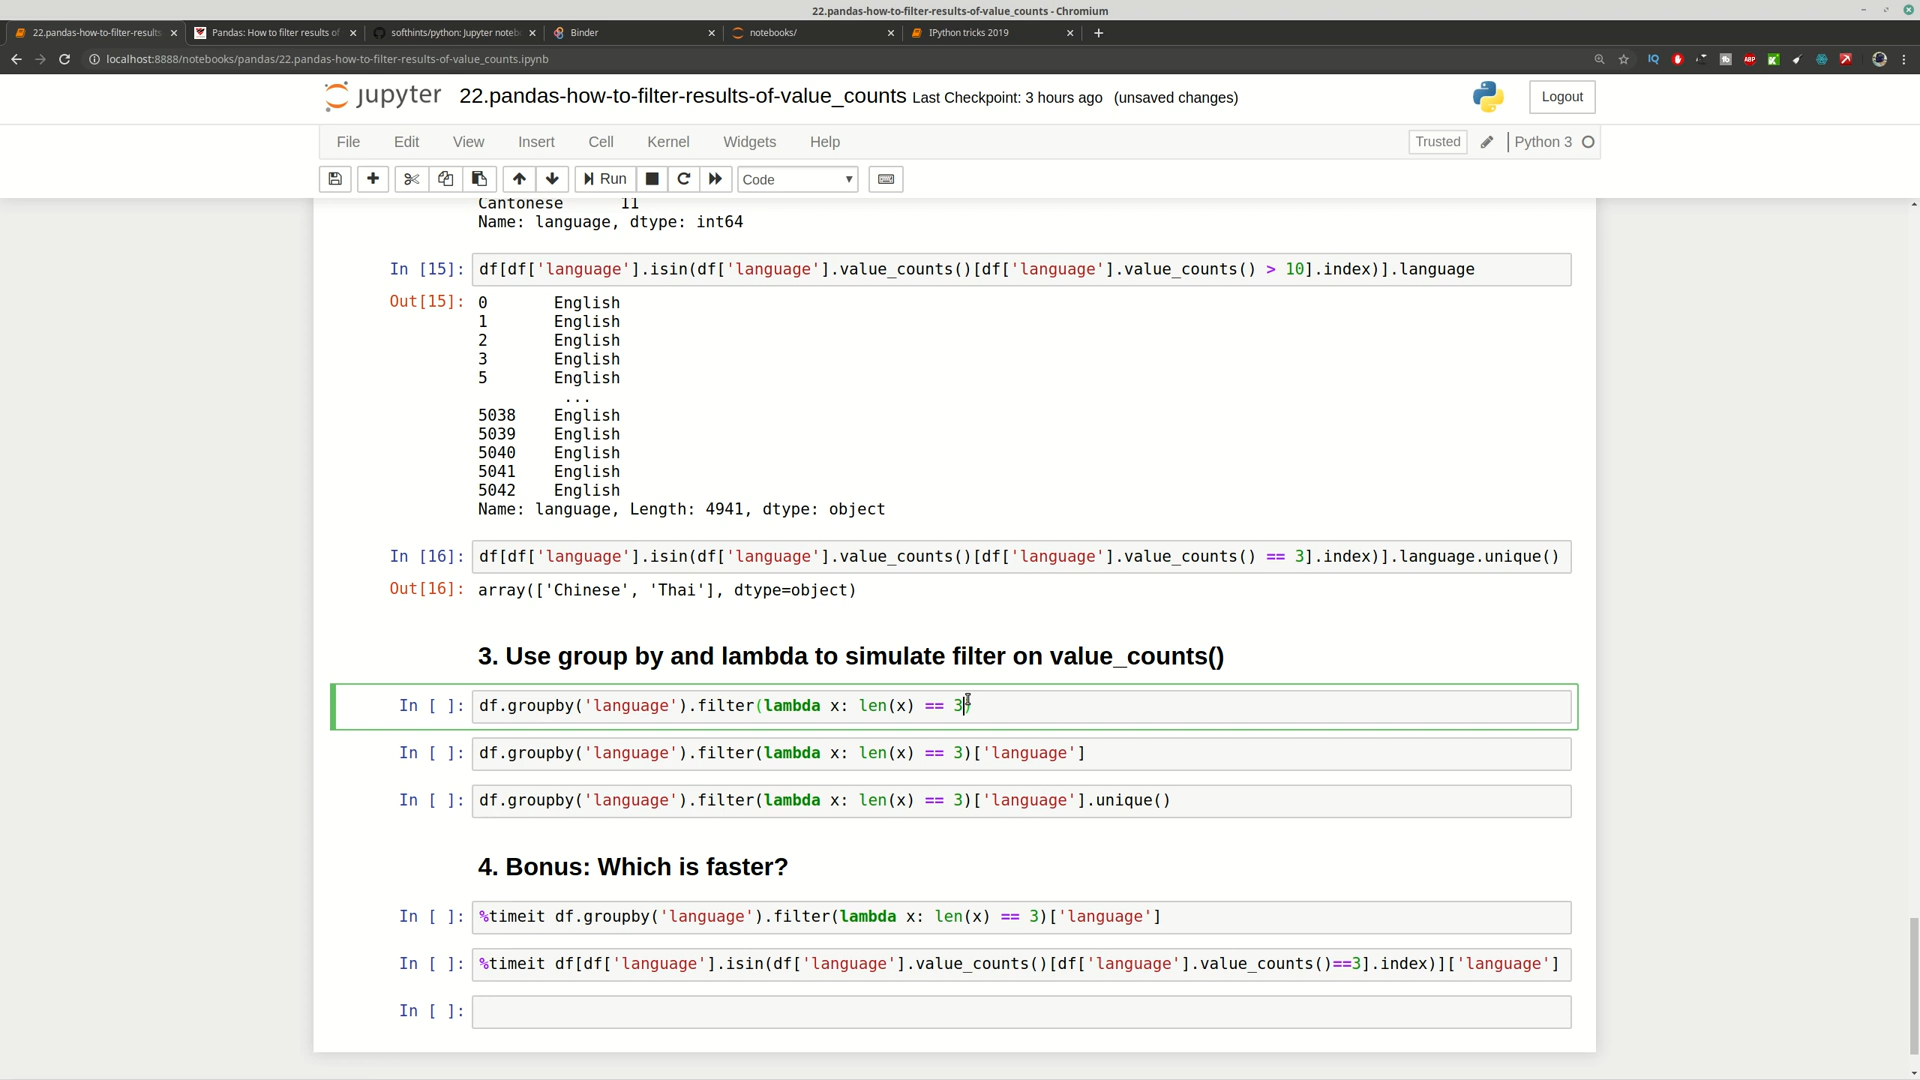 22.pandas-how-to-filter-results-of-value_counts - Chromium
22.pandas-how-to-filter-results- Pandas: How to filter results of softhints/python: Jupyter noteb Binder notebooks/ IPython tricks 2019
localhost:8888/notebooks/pandas/22.pandas-how-to-filter-results-of-value_counts.ipynb
jupyter 22.pandas-how-to-filter-results-of-value_counts Last Checkpoint: 3 hours ago (unsaved changes) Logout
File Edit View Insert Cell Kernel Widgets Help Trusted Python 3
Run Code
Cantonese 11
Name: language, dtype: int64
In [15]: df[df['language'].isin(df['language'].value_counts()[df['language'].value_counts() > 10].index)].language
Out[15]: 0 English
1 English
2 English
3 English
5 English
...
5038 English
5039 English
5040 English
5041 English
5042 English
Name: language, Length: 4941, dtype: object
In [16]: df[df['language'].isin(df['language'].value_counts()[df['language'].value_counts() == 3].index)].language.unique()
Out[16]: array(['Chinese', 'Thai'], dtype=object)
3. Use group by and lambda to simulate filter on value_counts()
In [ ]: df.groupby('language').filter(lambda x: len(x) == 3)
In [ ]: df.groupby('language').filter(lambda x: len(x) == 3)['language']
In [ ]: df.groupby('language').filter(lambda x: len(x) == 3)['language'].unique()
4. Bonus: Which is faster?
In [ ]: %timeit df.groupby('language').filter(lambda x: len(x) == 3)['language']
In [ ]: %timeit df[df['language'].isin(df['language'].value_counts()[df['language'].value_counts()==3].index)]['language']
In [ ]: